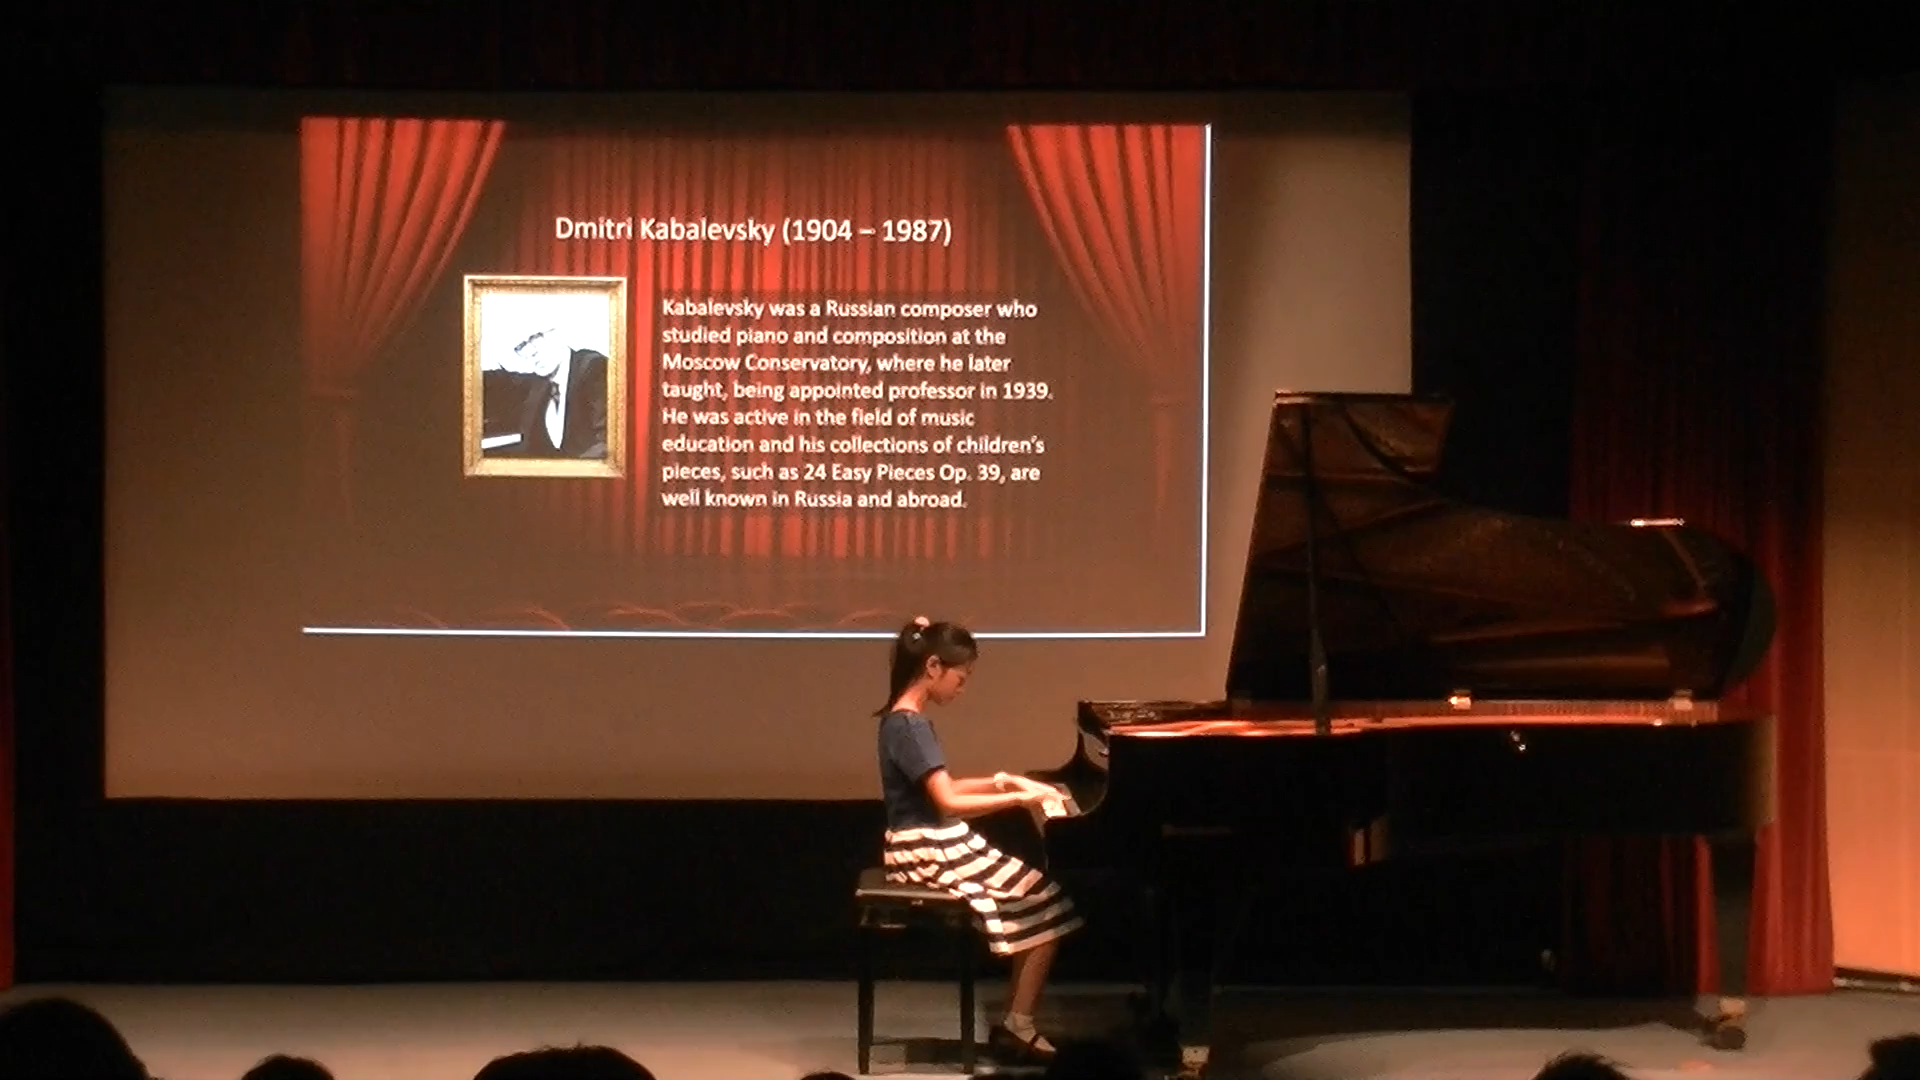 Dmitri Kabalevsky (1904 – 1987)
Kabalevsky was a Russian composer who
studied piano and composition at the
Moscow Conservatory, where he later
taught, being appointed professor in 1939.
He was active in the field of music
education and his collections of children's
pieces, such as 24 Easy Pieces Op. 39, are
well known in Russia and abroad.